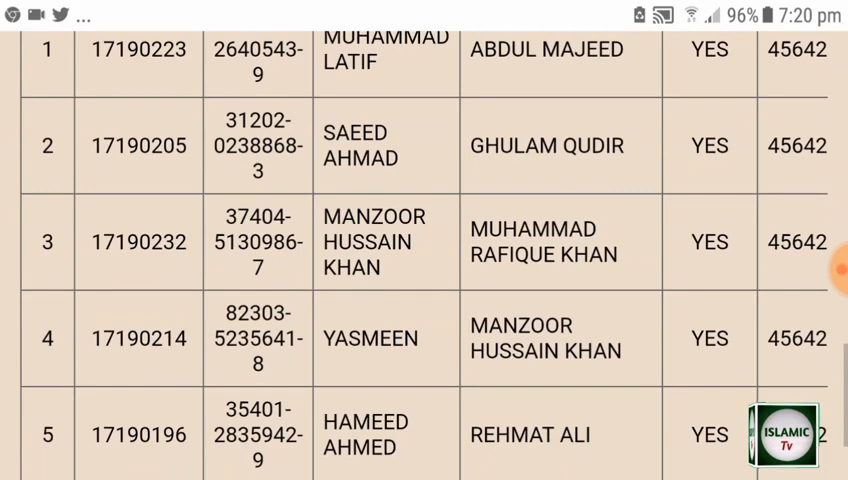 ... 96% 7:20 pm
1 17190223 2640543-9 MUHAMMAD LATIF ABDUL MAJEED YES 45642
2 17190205 31202-0238868-3 SAEED AHMAD GHULAM QUDIR YES 45642
3 17190232 37404-5130986-7 MANZOOR HUSSAIN KHAN MUHAMMAD RAFIQUE KHAN YES 45642
4 17190214 82303-5235641-8 YASMEEN MANZOOR HUSSAIN KHAN YES 45642
5 17190196 35401-2835942-9 HAMEED AHMED REHMAT ALI YES 2
ISLAMIC
Tv